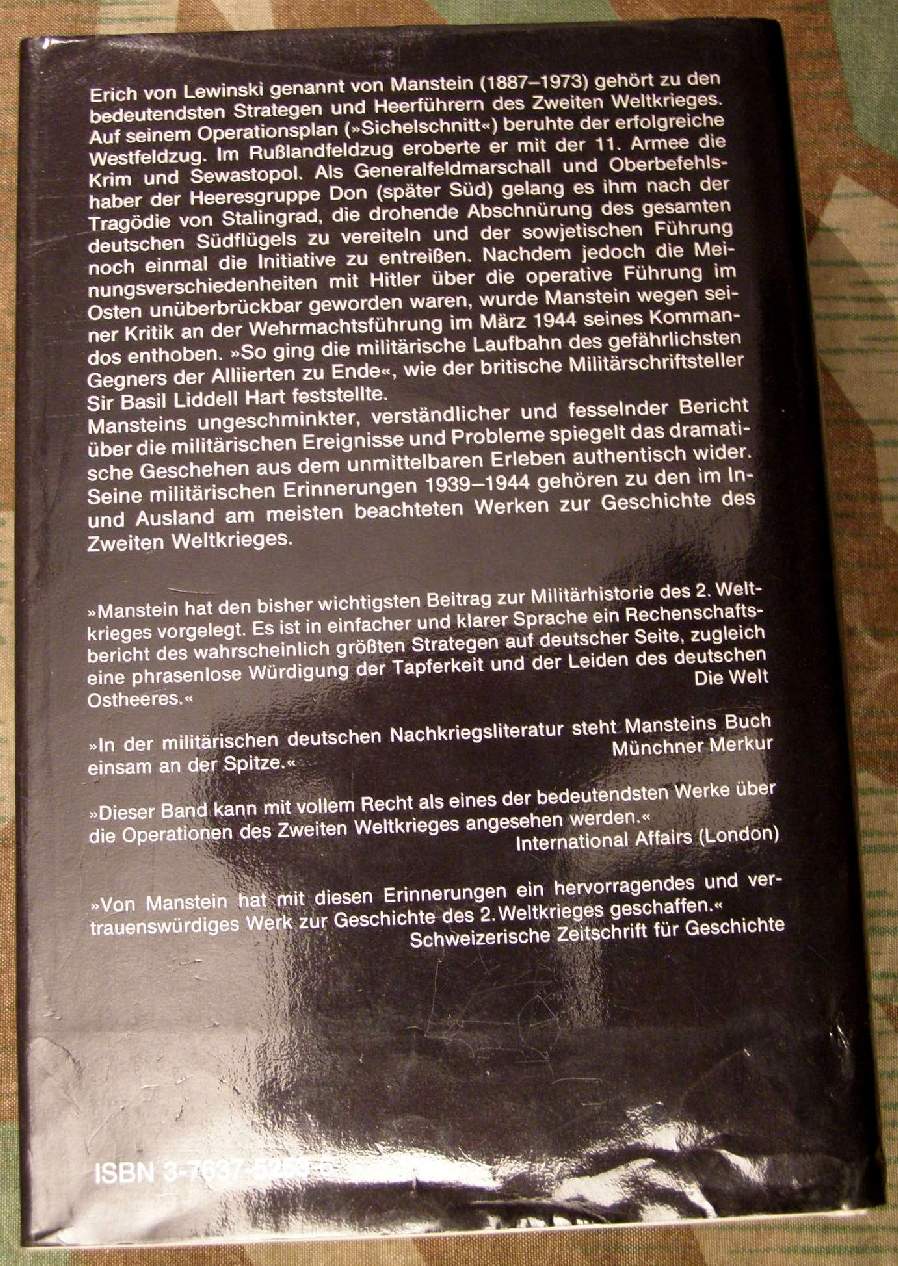 Erich von Lewinski genannt von Manstein (1887–1973) gehört zu den
bedeutendsten Strategen und Heerführern des Zweiten Weltkrieges.
Auf seinem Operationsplan (»Sichelschnitt«) beruhte der erfolgreiche
Westfeldzug. Im Rußlandfeldzug eroberte er mit der 11. Armee die
Krim und Sewastopol. Als Generalfeldmarschall und Oberbefehls-
haber der Heeresgruppe Don (später Süd) gelang es ihm nach der
Tragödie von Stalingrad, die drohende Abschnürung des gesamten
deutschen Südflügels zu vereiteln und der sowjetischen Führung
noch einmal die Initiative zu entreißen. Nachdem jedoch die Mei-
nungsverschiedenheiten mit Hitler über die operative Führung im
Osten unüberbrückbar geworden waren, wurde Manstein wegen sei-
ner Kritik an der Wehrmachtsführung im März 1944 seines Komman-
dos enthoben. »So ging die militärische Laufbahn des gefährlichsten
Gegners der Alliierten zu Ende«, wie der britische Militärschriftsteller
Sir Basil Liddell Hart feststellte.
Mansteins ungeschminkter, verständlicher und fesselnder Bericht
über die militärischen Ereignisse und Probleme spiegelt das dramati-
sche Geschehen aus dem unmittelbaren Erleben authentisch wider.
Seine militärischen Erinnerungen 1939–1944 gehören zu den im In-
und Ausland am meisten beachteten Werken zur Geschichte des
Zweiten Weltkrieges.
»Manstein hat den bisher wichtigsten Beitrag zur Militärhistorie des 2. Welt-
krieges vorgelegt. Es ist in einfacher und klarer Sprache ein Rechenschafts-
bericht des wahrscheinlich größten Strategen auf deutscher Seite, zugleich
eine phrasenlose Würdigung der Tapferkeit und der Leiden des deutschen
Ostheeres.« Die Welt
»In der militärischen deutschen Nachkriegsliteratur steht Mansteins Buch
einsam an der Spitze.« Münchner Merkur
»Dieser Band kann mit vollem Recht als eines der bedeutendsten Werke über
die Operationen des Zweiten Weltkrieges angesehen werden.«
International Affairs (London)
»Von Manstein hat mit diesen Erinnerungen ein hervorragendes und ver-
trauenswürdiges Werk zur Geschichte des 2. Weltkrieges geschaffen.«
Schweizerische Zeitschrift für Geschichte
ISBN